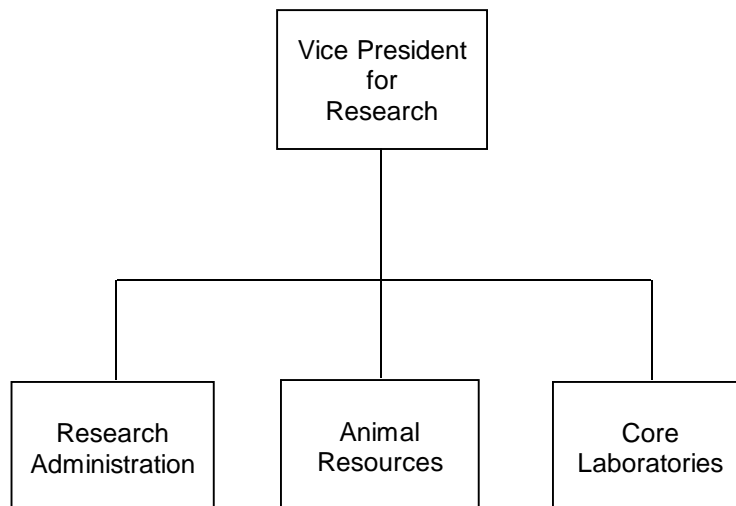 Vice President
for
Research
Research
Administration
Animal
Resources
Core
Laboratories